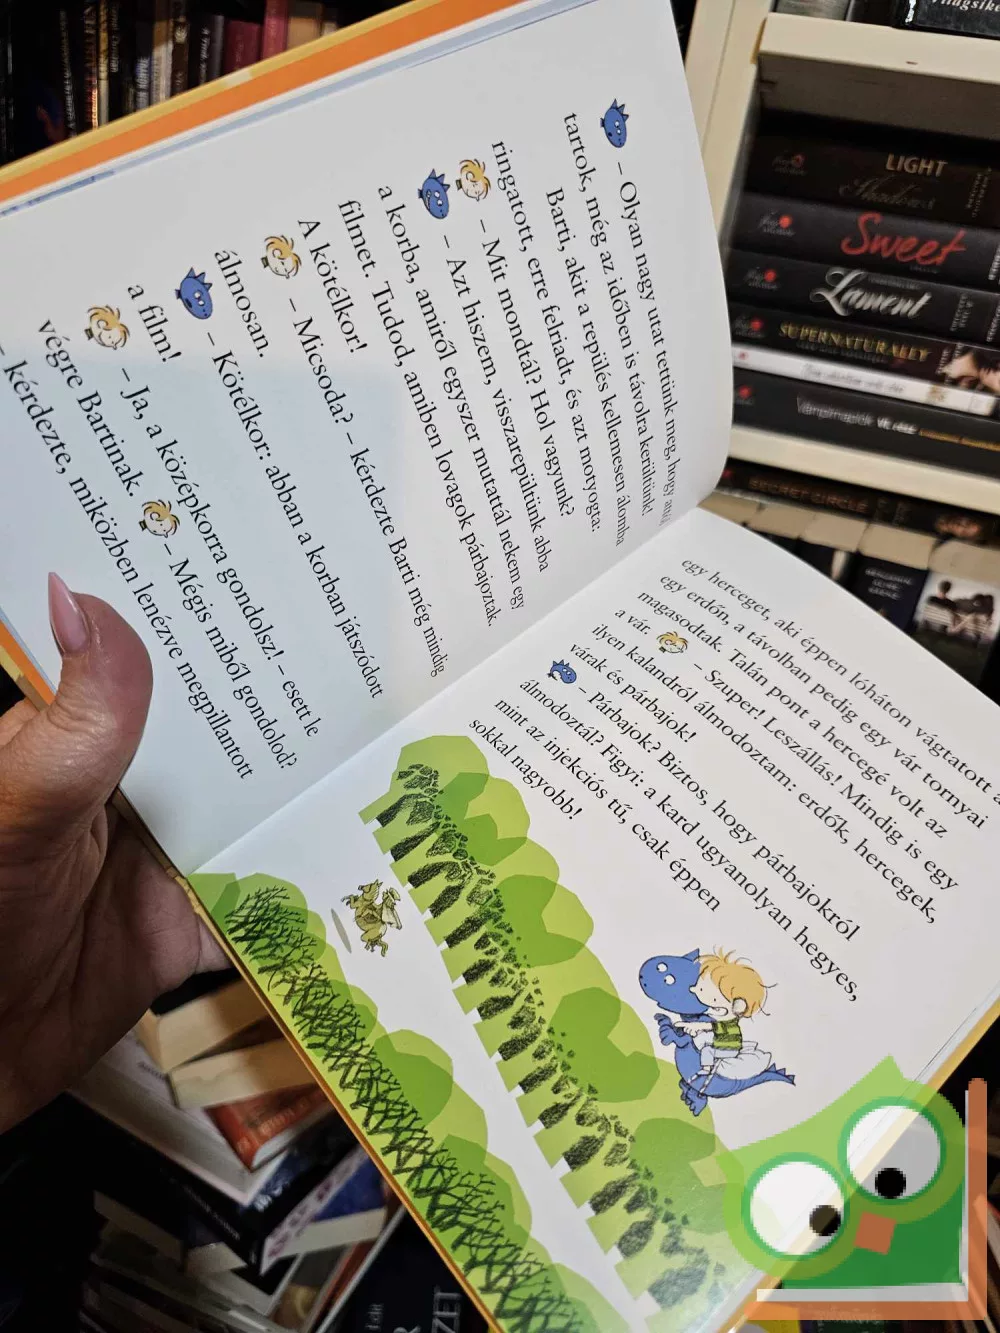 – Olyan nagy utat tettünk meg, hogy attól
tartok, még az időben is távolra kerültünk!
Barti, akit a repülés kellemesen álomba
ringatott, erre felriadt, és azt motyogta:
– Mit mondtál? Hol vagyunk?
– Azt hiszem, visszarepültünk abba
a korba, amiről egyszer mutattál nekem egy
filmet. Tudod, amiben lovagok párbajoztak.
A kötélkor!
– Micsoda? – kérdezte Barti még mindig
álmosan.
– Kötélkor: abban a korban játszódott
a film!
– Ja, a középkorra gondolsz! – esett le
végre Bartinak. – Mégis miből gondolod?
– kérdezte, miközben lenézve megpillantott
egy herceget, aki éppen lóháton vágtatott
egy erdőn, a távolban pedig egy vár tornyai
magasodtak. Talán pont a hercegé volt az
a vár. – Szuper! Leszállás! Mindig is egy
ilyen kalandról álmodoztam: erdők, hercegek,
várak és párbajok!
– Párbajok? Biztos, hogy párbajokról
álmodoztál? Figyi: a kard ugyanolyan hegyes,
mint az injekciós tű, csak éppen
sokkal nagyobb!
LIGHT
Sweet
Lament
SUPERNATURALLY
Vámpírnaplók
SECRET CIRCLE